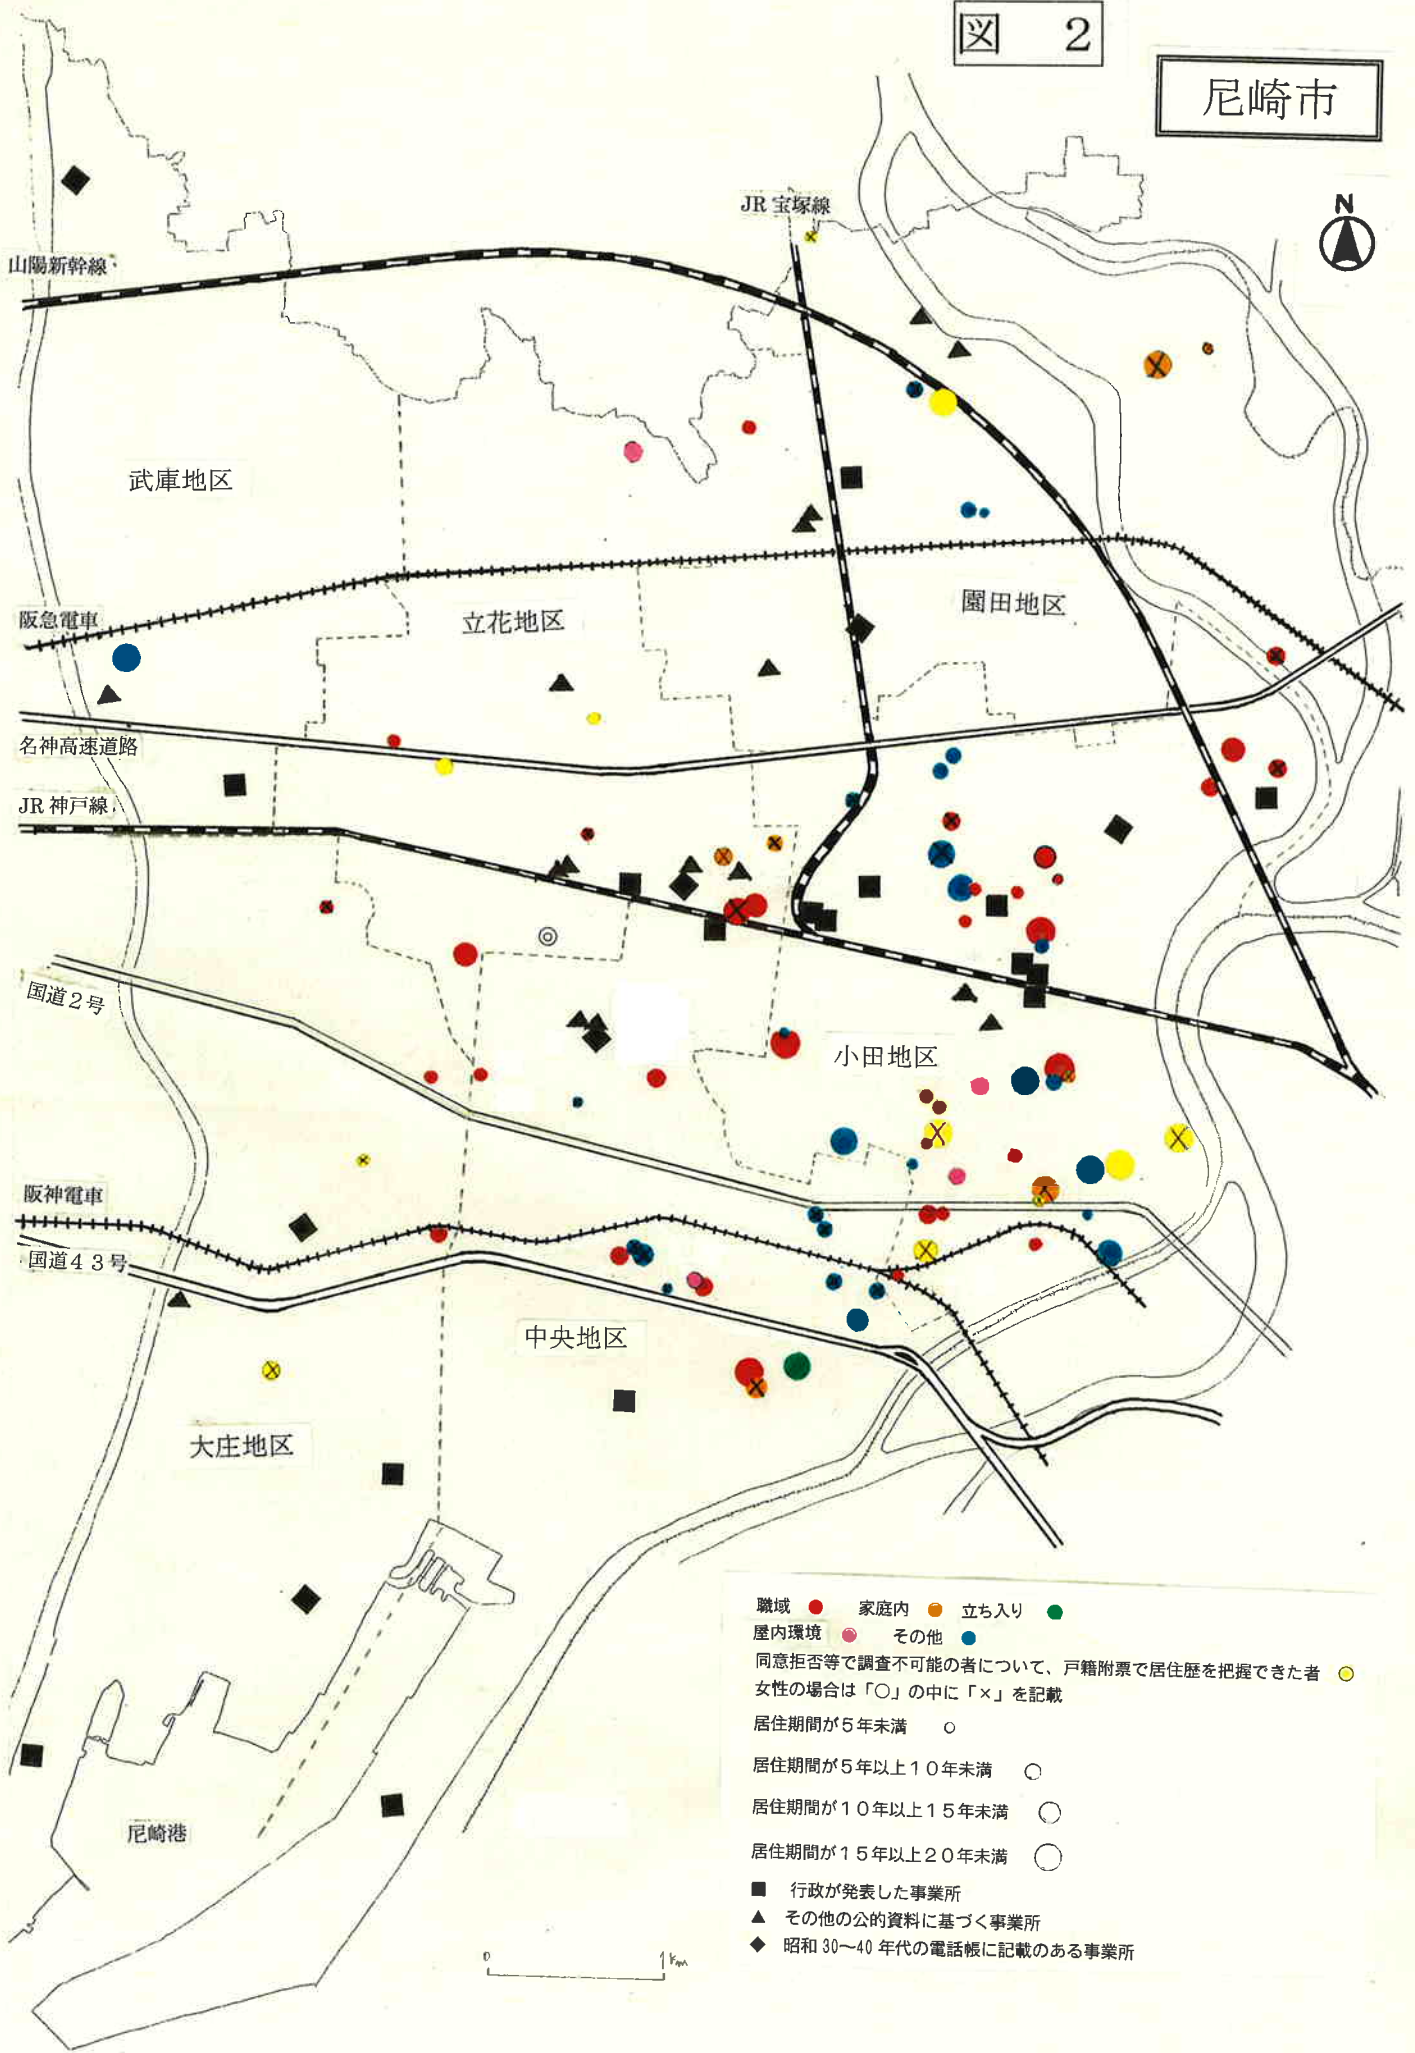 図 2
尼崎市
N
JR 宝塚線
山陽新幹線
武庫地区
阪急電車
立花地区
園田地区
名神高速道路
JR 神戸線
国道2号
小田地区
阪神電車
国道43号
中央地区
大庄地区
尼崎港
職域 家庭内 立ち入り
屋内環境 その他
同意拒否等で調査不可能の者について、戸籍附票で居住歴を把握できた者
女性の場合は「○」の中に「×」を記載
居住期間が5年未満
居住期間が5年以上10年未満
居住期間が10年以上15年未満
居住期間が15年以上20年未満
■ 行政が発表した事業所
▲ その他の公的資料に基づく事業所
◆ 昭和 30〜40 年代の電話帳に記載のある事業所
0 1km